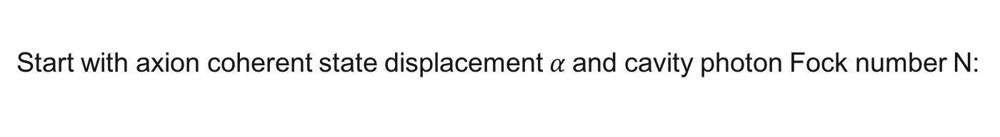 Start with axion coherent state displacement α and cavity photon Fock number N: